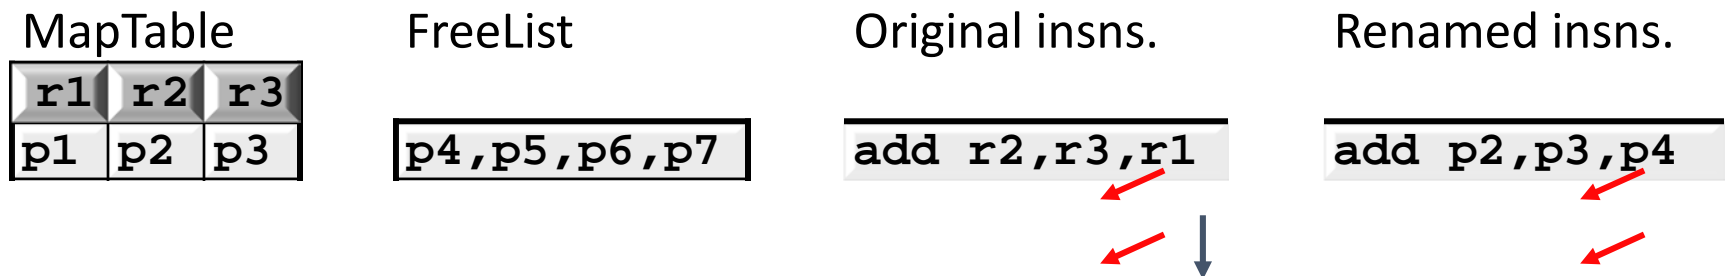 MapTable FreeList Original insns. Renamed insns.
r1 r2 r3
p1 p2 p3 p4,p5,p6,p7 add r2,r3,r1 add p2,p3,p4